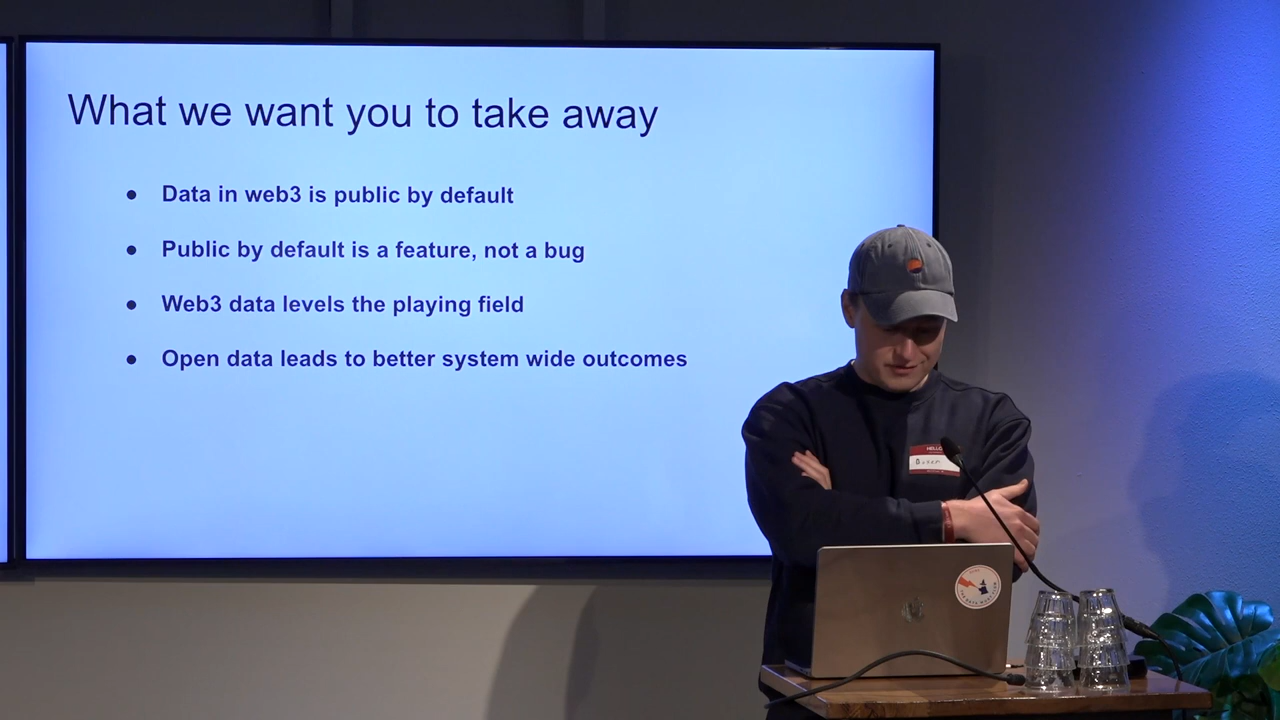 What we want you to take away
● Data in web3 is public by default
● Public by default is a feature, not a bug
● Web3 data levels the playing field
● Open data leads to better system wide outcomes
HELLO